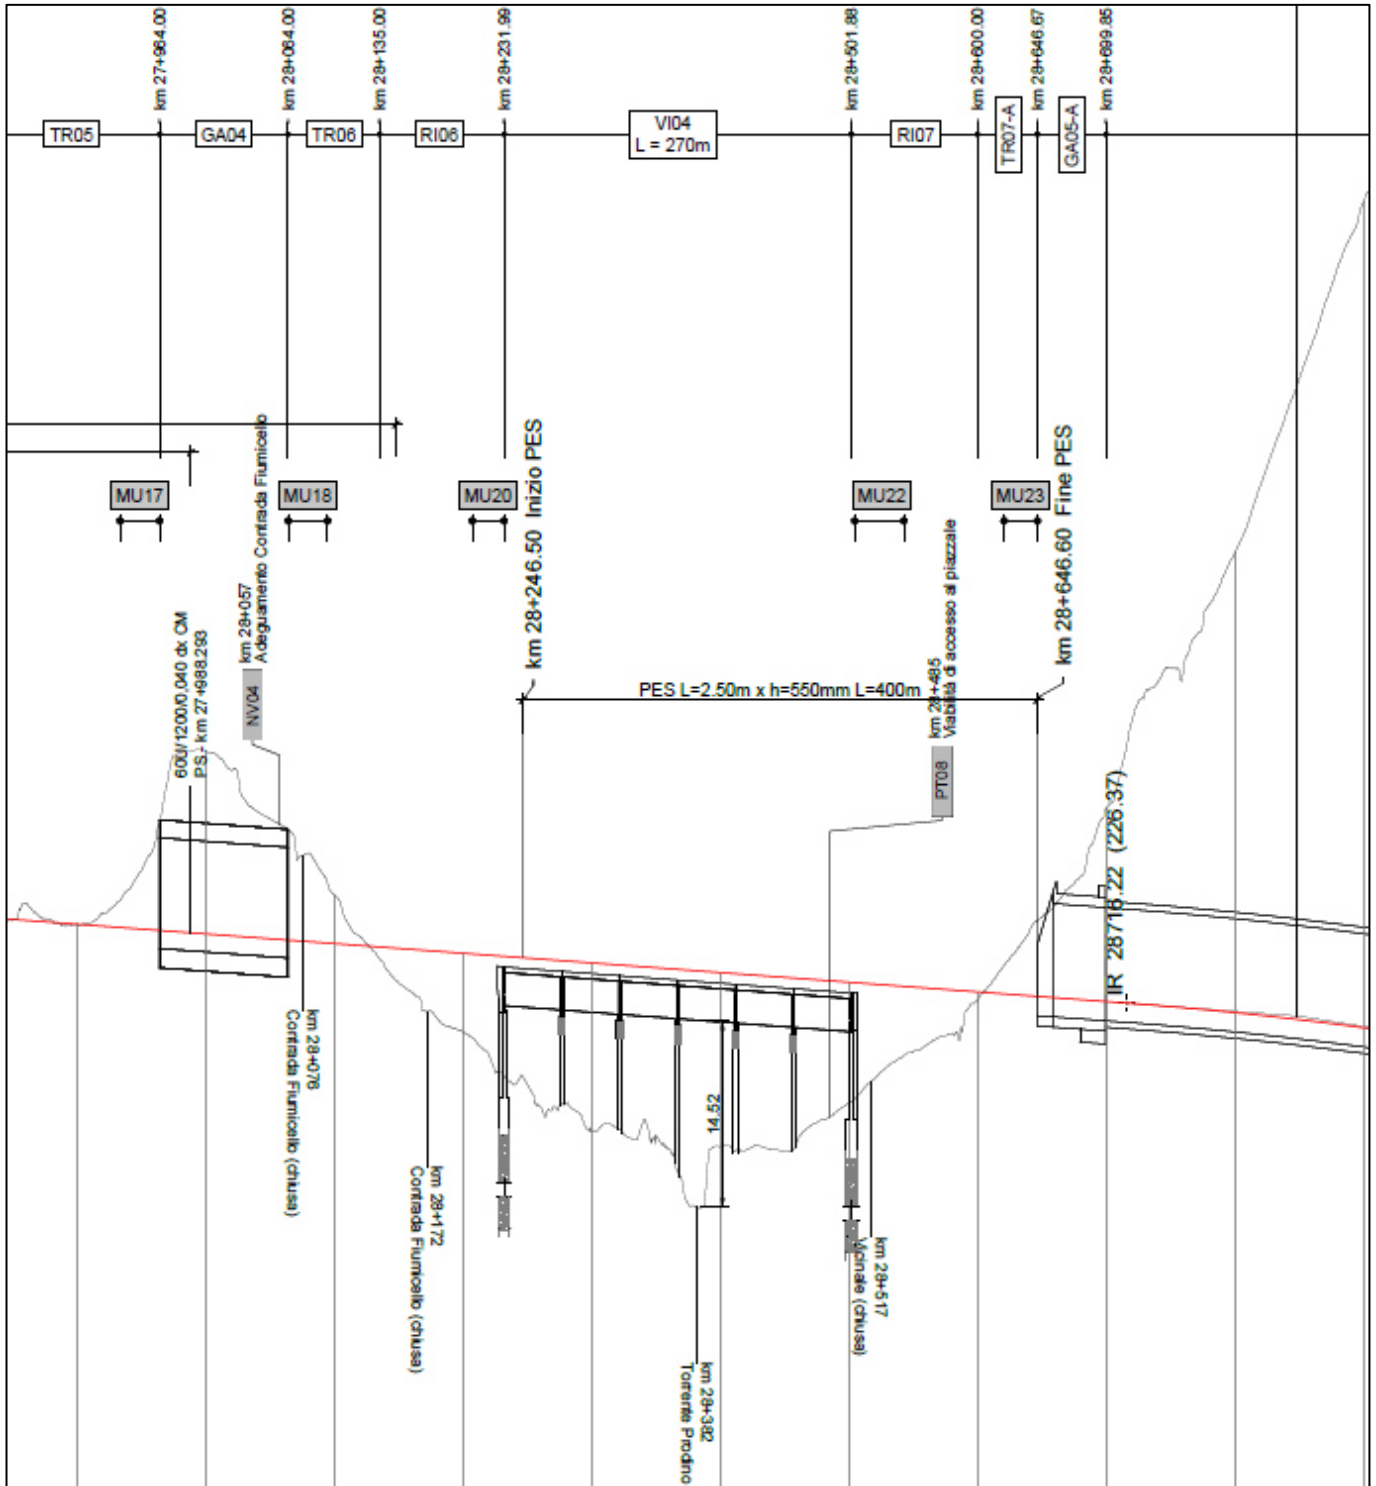 km 27+964.00
km 28+064.00
km 28+135.00
km 28+231.99
km 28+501.88
km 28+600.00
km 28+646.67
km 28+699.85
TR05
GA04
TR06
RI06
VI04
L = 270m
RI07
TR07-A
GA05-A
MU17
MU18
MU20
MU22
MU23
60U/1200/0,040 dx CM
P.S.- km 27+988.293
NV04
km 28+057
Adeguamento Contrada Fiumicello
km 28+246.50 Inizio PES
PES L=2.50m x h=550mm L=400m
km 28+646.60 Fine PES
PT08
km 28+485
Viabilità di accesso al piazzale
IR 28716.22 (226.37)
km 28+076
Contrada Fiumicello (chiusa)
km 28+172
Contrada Fiumicello (chiusa)
14.52
km 28+382
Torrente Prodino
km 28+517
Vicinale (chiusa)